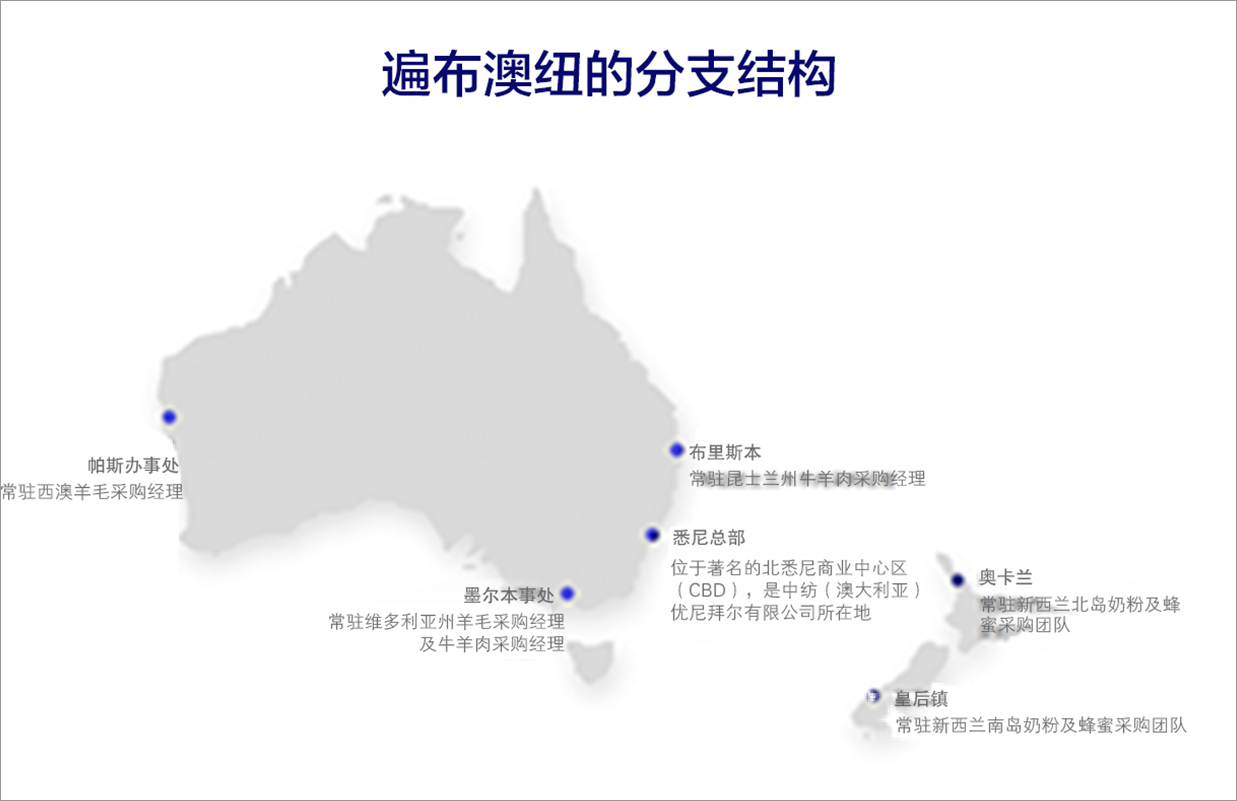 遍布澳纽的分支结构
帕斯办事处
常驻西澳羊毛采购经理
布里斯本
常驻昆士兰州牛羊肉采购经理
悉尼总部
位于著名的北悉尼商业中心区
（CBD），是中纺（澳大利亚）
优尼拜尔有限公司所在地
墨尔本事处
常驻维多利亚州羊毛采购经理
及牛羊肉采购经理
奥卡兰
常驻新西兰北岛奶粉及蜂
蜜采购团队
皇后镇
常驻新西兰南岛奶粉及蜂蜜采购团队